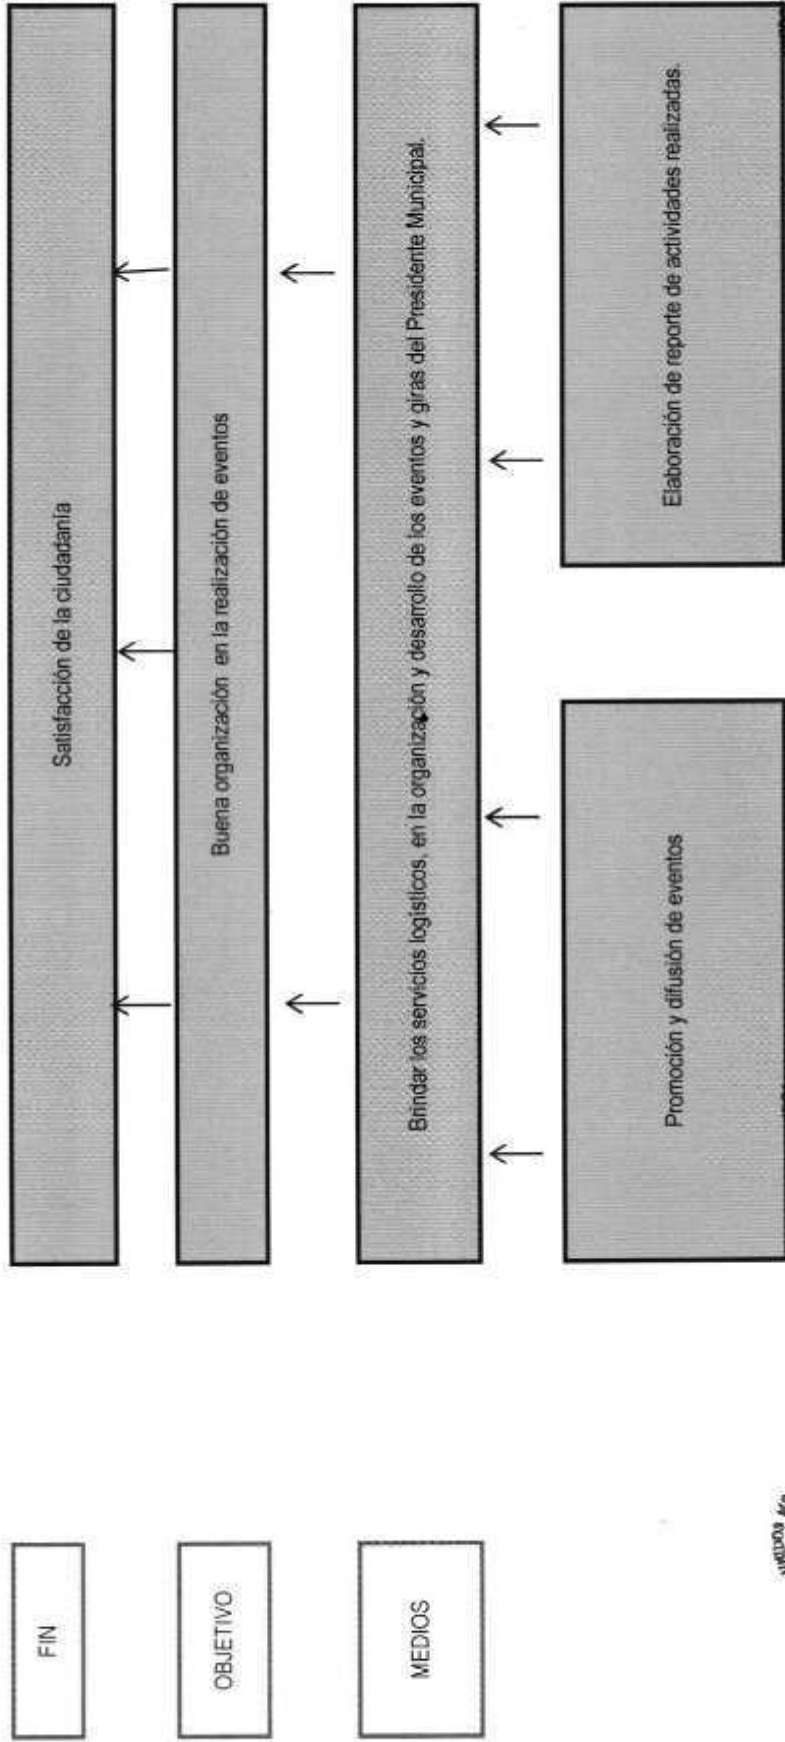 FIN
Satisfacción de la ciudadanía
OBJETIVO
Buena organización en la realización de eventos
MEDIOS
Brindar los servicios logísticos, en la organización y desarrollo de los eventos y giras del Presidente Municipal.
Promoción y difusión de eventos
Elaboración de reporte de actividades realizadas.